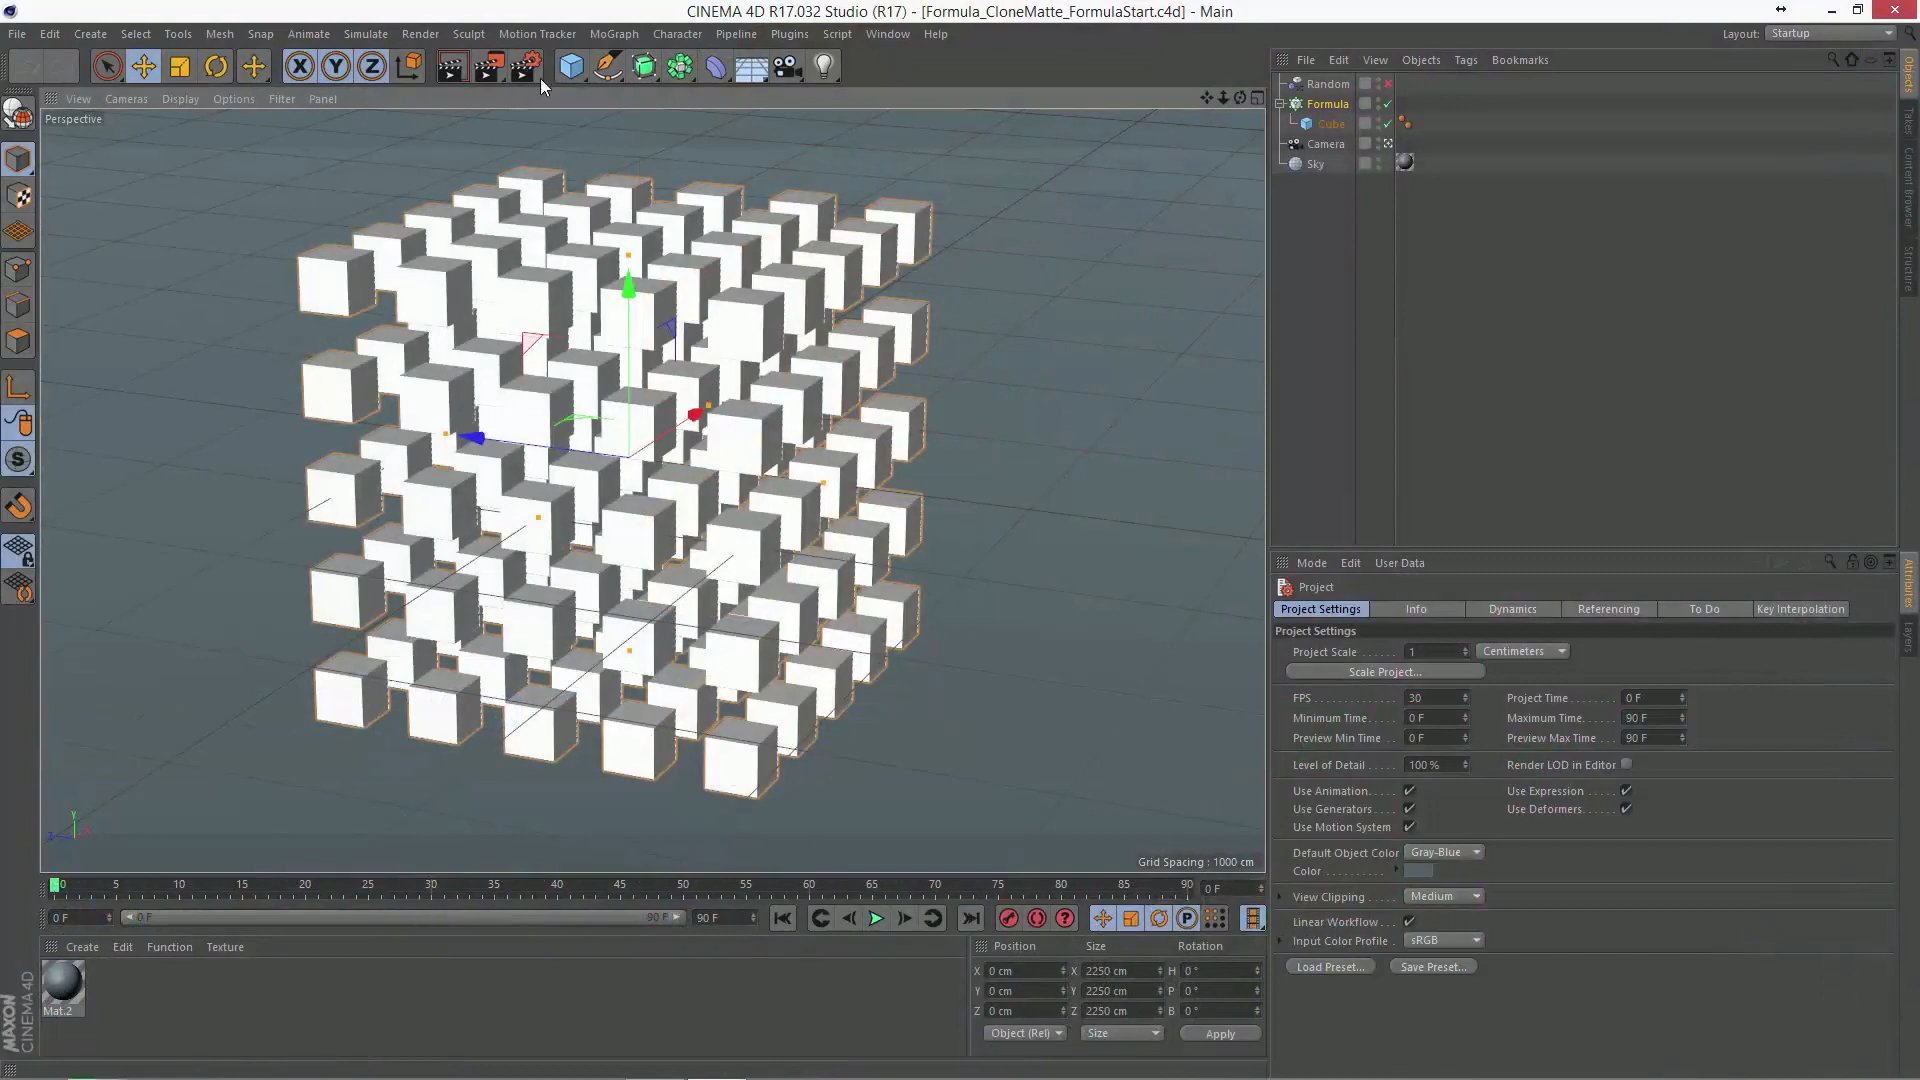 CINEMA 4D R17.032 Studio (R17) - [Formula_CloneMatte_FormulaStart.c4d] - Main
File Edit Create Select Tools Mesh Snap Animate Simulate Render Sculpt Motion Tracker MoGraph Character Pipeline Plugins Script Window Help
Layout: Startup
X Y Z
View Cameras Display Options Filter Panel
Perspective
Grid Spacing : 1000 cm
File Edit View Objects Tags Bookmarks
Random
Formula
Cube
Camera
Sky
Objects
Takes
Content Browser
Structure
Mode Edit User Data
Project
Project Settings Info Dynamics Referencing To Do Key Interpolation
Project Settings
Project Scale 1 Centimeters
Scale Project...
FPS 30 Project Time 0 F
Minimum Time 0 F Maximum Time 90 F
Preview Min Time 0 F Preview Max Time 90 F
Level of Detail 100 % Render LOD in Editor
Use Animation Use Expression
Use Generators Use Deformers
Use Motion System
Default Object Color Gray-Blue
Color
View Clipping Medium
Linear Workflow
Input Color Profile sRGB
Load Preset... Save Preset...
Attributes
Layers
0 5 10 15 20 25 30 35 40 45 50 55 60 65 70 75 80 85 90 0 F
0 F 0 F 90 F 90 F
Create Edit Function Texture
Mat.2
Position Size Rotation
X 0 cm X 2250 cm H 0 °
Y 0 cm Y 2250 cm P 0 °
Z 0 cm Z 2250 cm B 0 °
Object (Rel) Size Apply
MAXON
CINEMA 4D
Y
Z